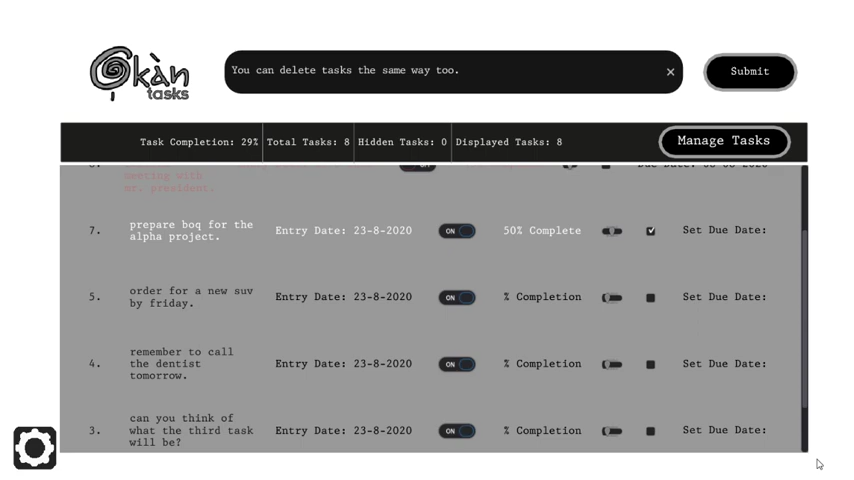 Okàn
tasks
You can delete tasks the same way too.
Submit
Task Completion: 29% Total Tasks: 8 Hidden Tasks: 0 Displayed Tasks: 8
Manage Tasks
meeting with
mr. president.
7. prepare boq for the
alpha project.
Entry Date: 23-8-2020 ON 50% Complete Set Due Date:
5. order for a new suv
by friday.
Entry Date: 23-8-2020 ON % Completion Set Due Date:
4. remember to call
the dentist
tomorrow.
Entry Date: 23-8-2020 ON % Completion Set Due Date:
3. can you think of
what the third task
will be?
Entry Date: 23-8-2020 ON % Completion Set Due Date: